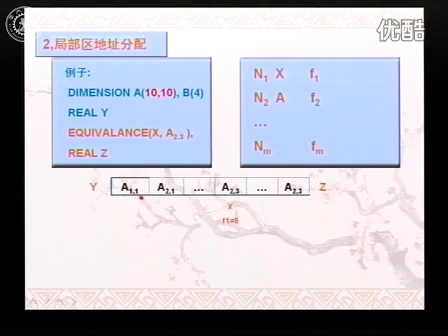 优酷
2,局部区地址分配
例子:
DIMENSION A(10,10), B(4)
REAL Y
EQUIVALANCE(X, A2,3),
REAL Z
N1 X f1
N2 A f2
...
Nm fm
Y A1,1 A2,1 ... A2,3 ... A2,3 Z
X
f1=0